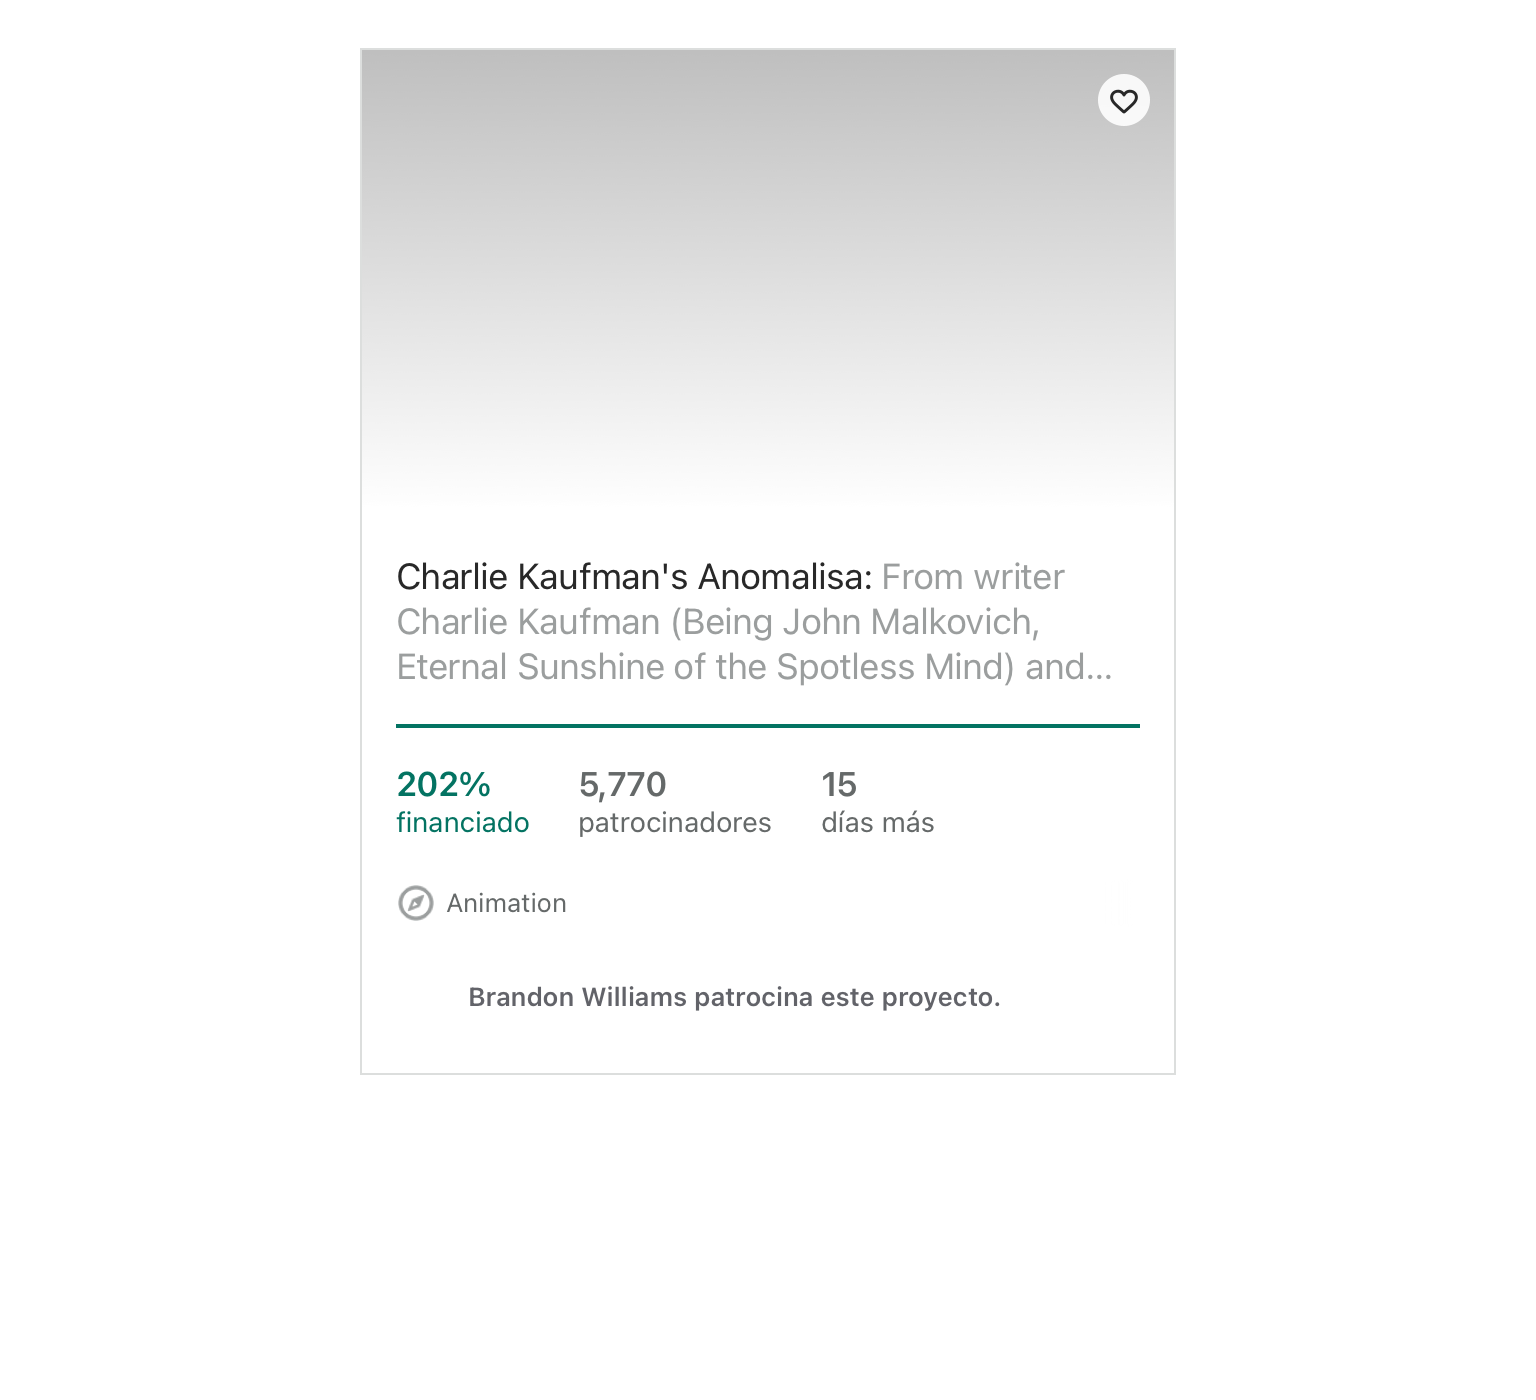 Charlie Kaufman's Anomalisa: From writer
Charlie Kaufman (Being John Malkovich,
Eternal Sunshine of the Spotless Mind) and...
202%
financiado
5,770
patrocinadores
15
días más
Animation
Brandon Williams patrocina este proyecto.